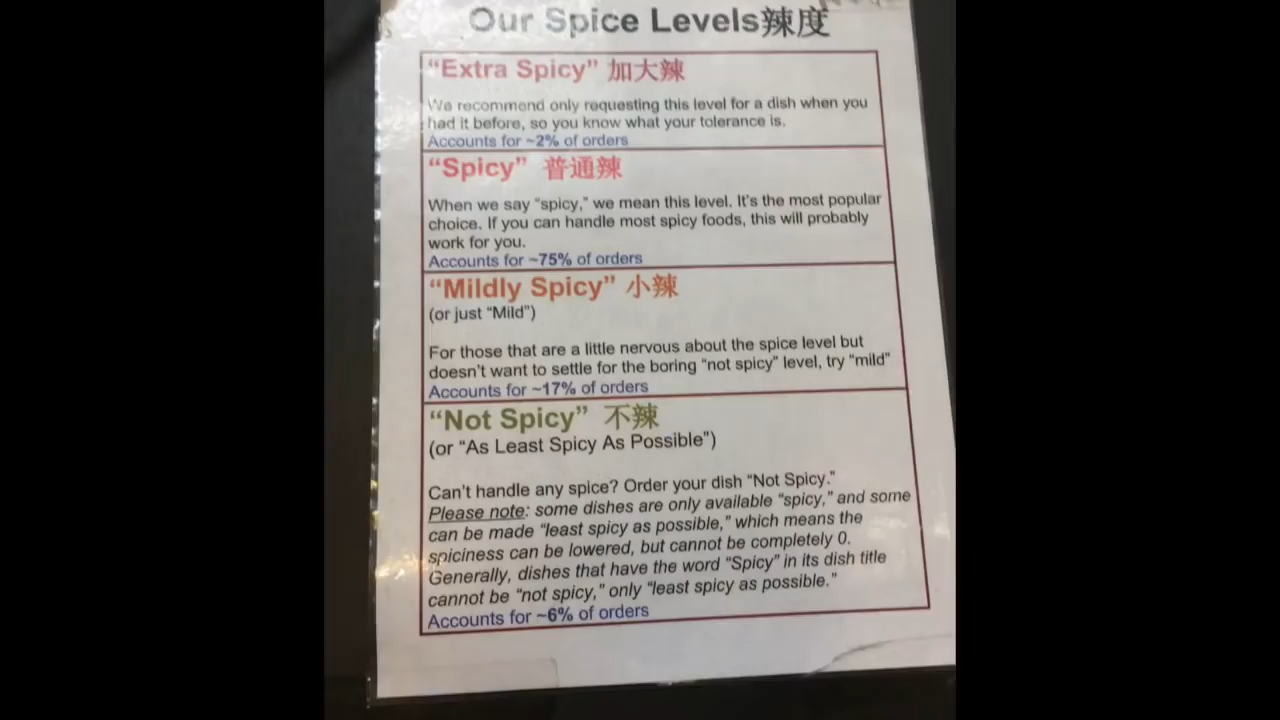 Our Spice Levels辣度
“Extra Spicy” 加大辣
We recommend only requesting this level for a dish when you
had it before, so you know what your tolerance is.
Accounts for ~2% of orders
“Spicy” 普通辣
When we say “spicy,” we mean this level. It’s the most popular
choice. If you can handle most spicy foods, this will probably
work for you.
Accounts for ~75% of orders
“Mildly Spicy” 小辣
(or just “Mild”)
For those that are a little nervous about the spice level but
doesn’t want to settle for the boring “not spicy” level, try “mild”
Accounts for ~17% of orders
“Not Spicy” 不辣
(or “As Least Spicy As Possible”)
Can’t handle any spice? Order your dish “Not Spicy.”
Please note: some dishes are only available “spicy,” and some
can be made “least spicy as possible,” which means the
spiciness can be lowered, but cannot be completely 0.
Generally, dishes that have the word “Spicy” in its dish title
cannot be “not spicy,” only “least spicy as possible.”
Accounts for ~6% of orders